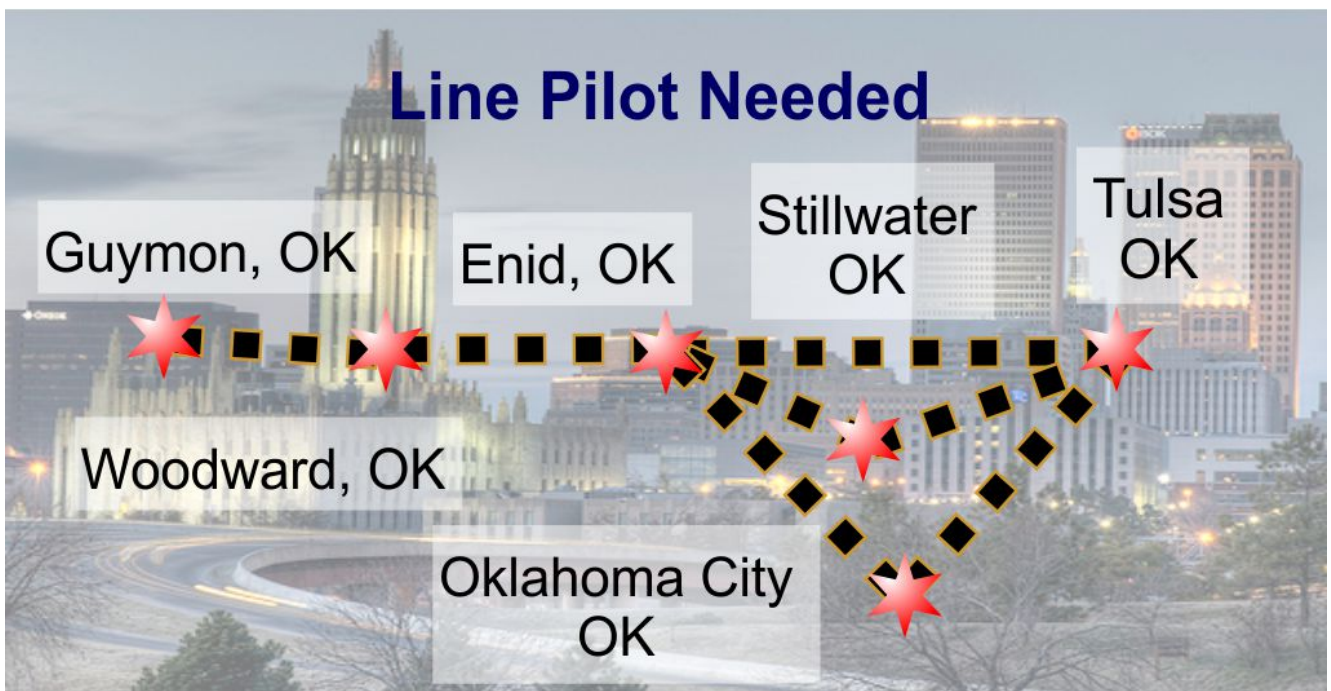 Line Pilot Needed
Stillwater
OK
Tulsa
OK
Guymon, OK
Enid, OK
Woodward, OK
Oklahoma City
OK